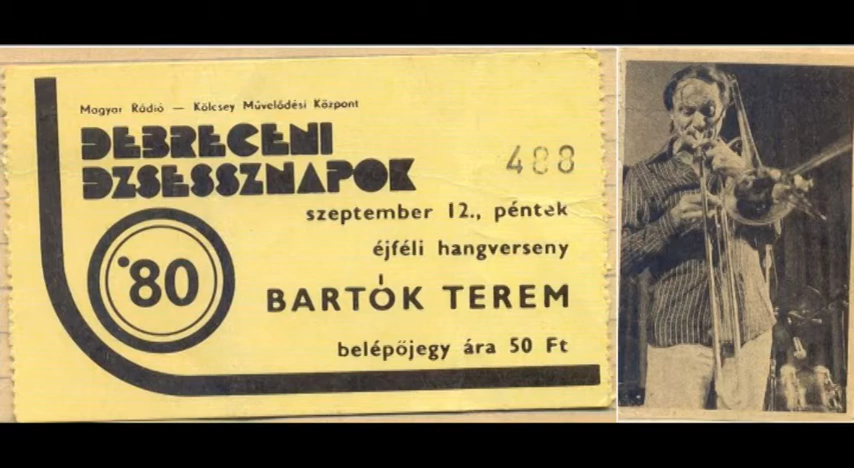 Magyar Rádió — Kölcsey Művelődési Központ
DEBRECENI
DZSESSZNAPOK
488
szeptember 12., péntek
éjféli hangverseny
'80
BARTÓK TEREM
belépőjegy ára 50 Ft